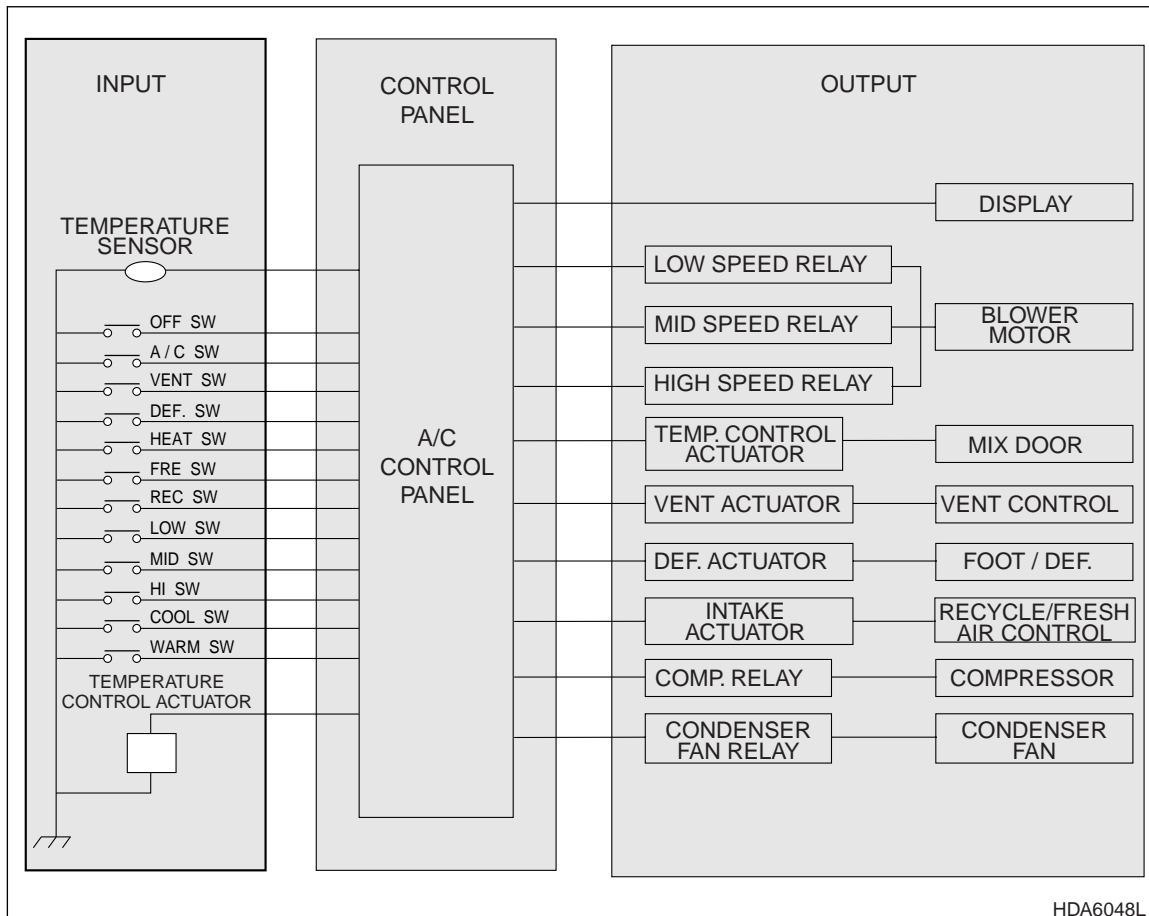 INPUT
TEMPERATURE
SENSOR
OFF SW
A / C SW
VENT SW
DEF. SW
HEAT SW
FRE SW
REC SW
LOW SW
MID SW
HI SW
COOL SW
WARM SW
TEMPERATURE
CONTROL ACTUATOR
CONTROL
PANEL
A/C
CONTROL
PANEL
OUTPUT
DISPLAY
LOW SPEED RELAY
MID SPEED RELAY
HIGH SPEED RELAY
BLOWER
MOTOR
TEMP. CONTROL
ACTUATOR
MIX DOOR
VENT ACTUATOR
VENT CONTROL
DEF. ACTUATOR
FOOT / DEF.
INTAKE
ACTUATOR
RECYCLE/FRESH
AIR CONTROL
COMP. RELAY
COMPRESSOR
CONDENSER
FAN RELAY
CONDENSER
FAN
HDA6048L